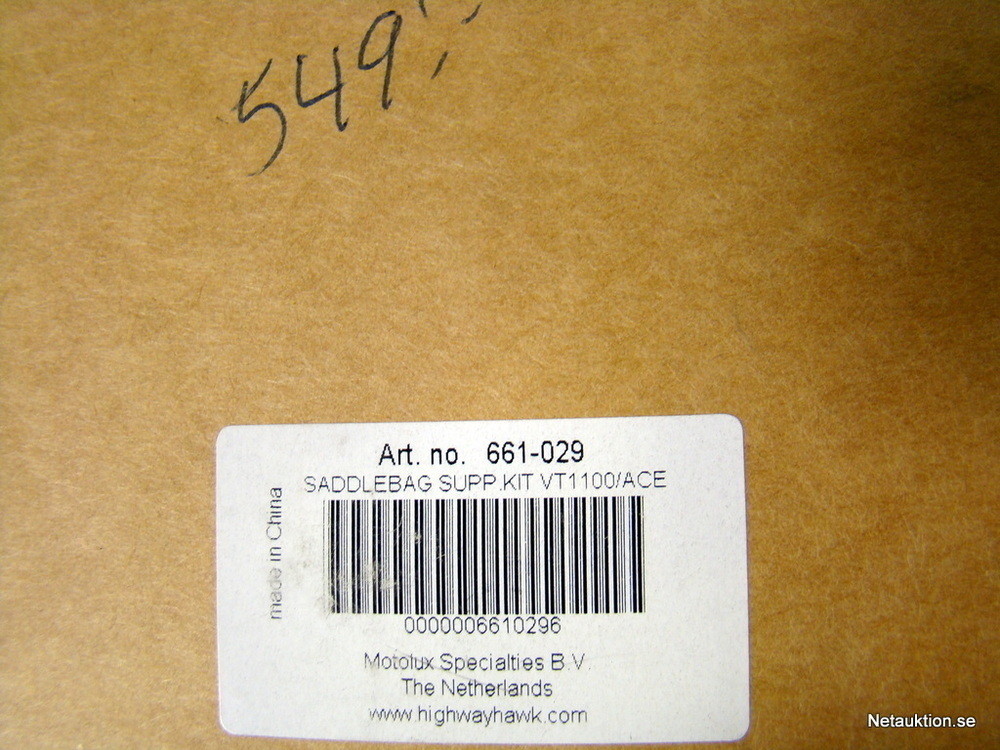 549:-
Art. no. 661-029
SADDLEBAG SUPP.KIT VT1100/ACE
made in China
0000006610296
Motolux Specialties B.V.
The Netherlands
www.highwayhawk.com
Netauktion.se